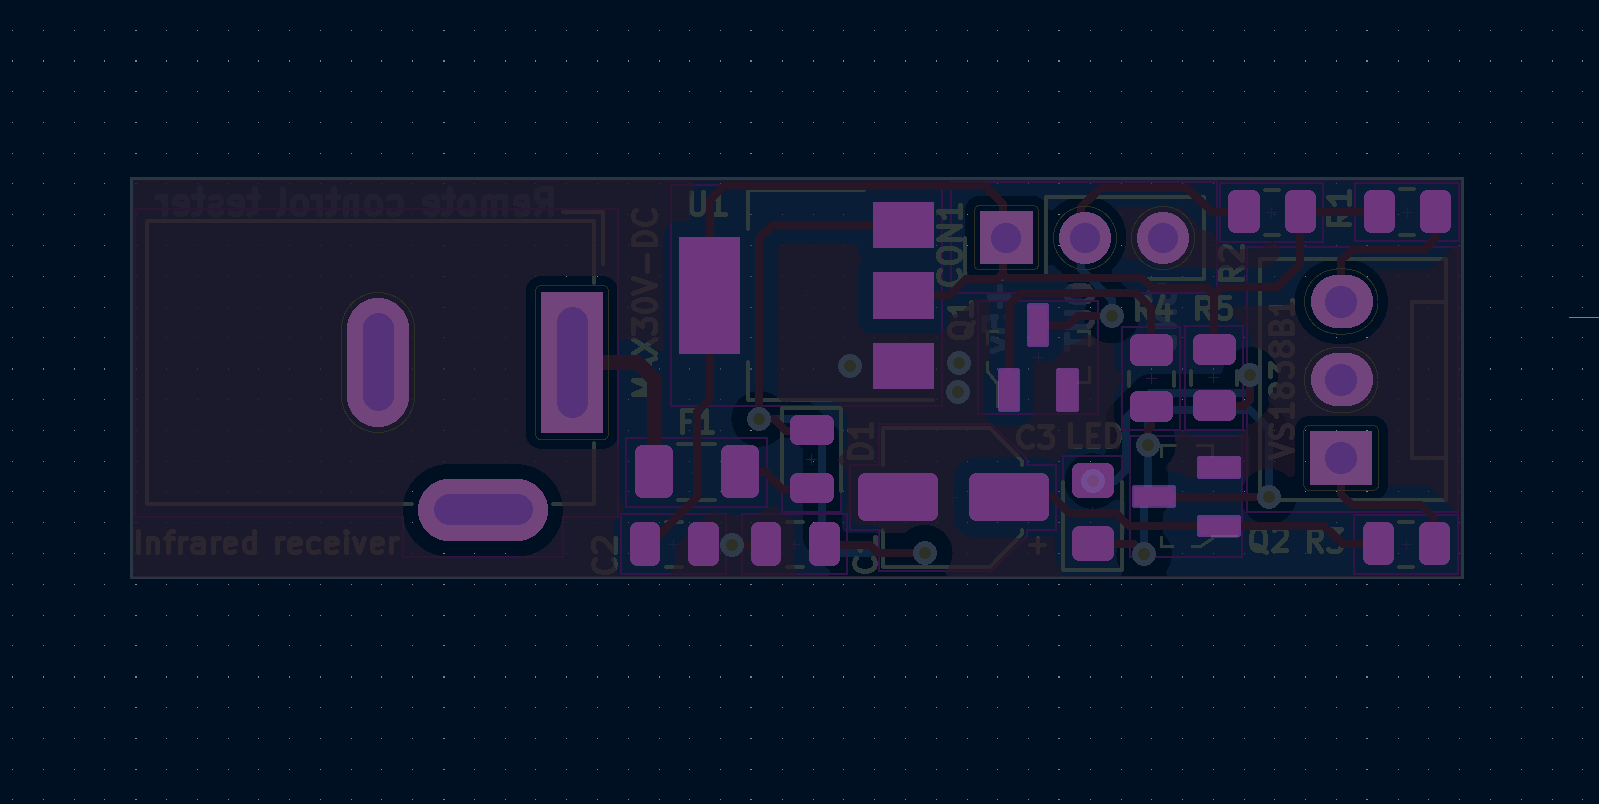 Remote control tester
U1
MAX30V-DC
CON1
R2
R1
Q1
R4
R5
VS1838B1
F1
D1
C3
LED
Infrared receiver
C2
C1
+
Q2
R3